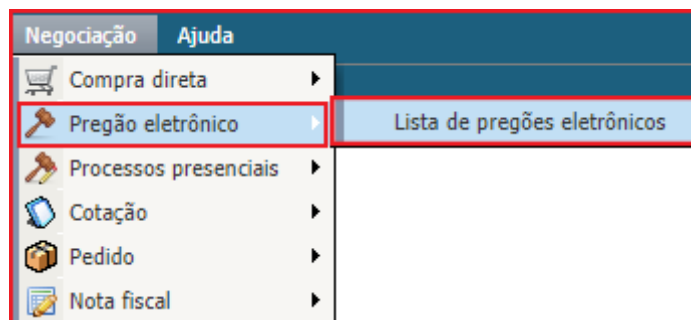 Negociação Ajuda
Compra direta
Pregão eletrônico Lista de pregões eletrônicos
Processos presenciais
Cotação
Pedido
Nota fiscal